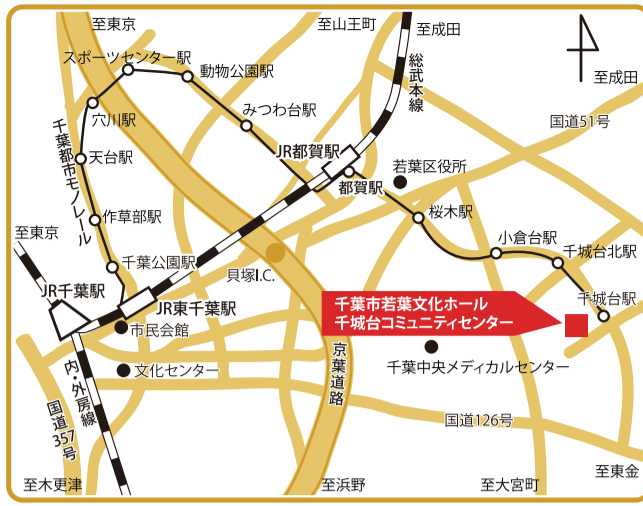 至東京
至山王町
至成田
スポーツセンター駅
動物公園駅
総武本線
至成田
穴川駅
みつわ台駅
国道51号
千葉都市モノレール
天台駅
JR都賀駅
若葉区役所
都賀駅
作草部駅
桜木駅
至東京
小倉台駅
千城台北駅
千葉公園駅
貝塚I.C.
JR千葉駅
JR東千葉駅
千城台駅
千葉市若葉文化ホール
千城台コミュニティセンター
市民会館
京葉道路
千葉中央メディカルセンター
文化センター
内・外房線
国道357号
国道126号
至木更津
至浜野
至大宮町
至東金